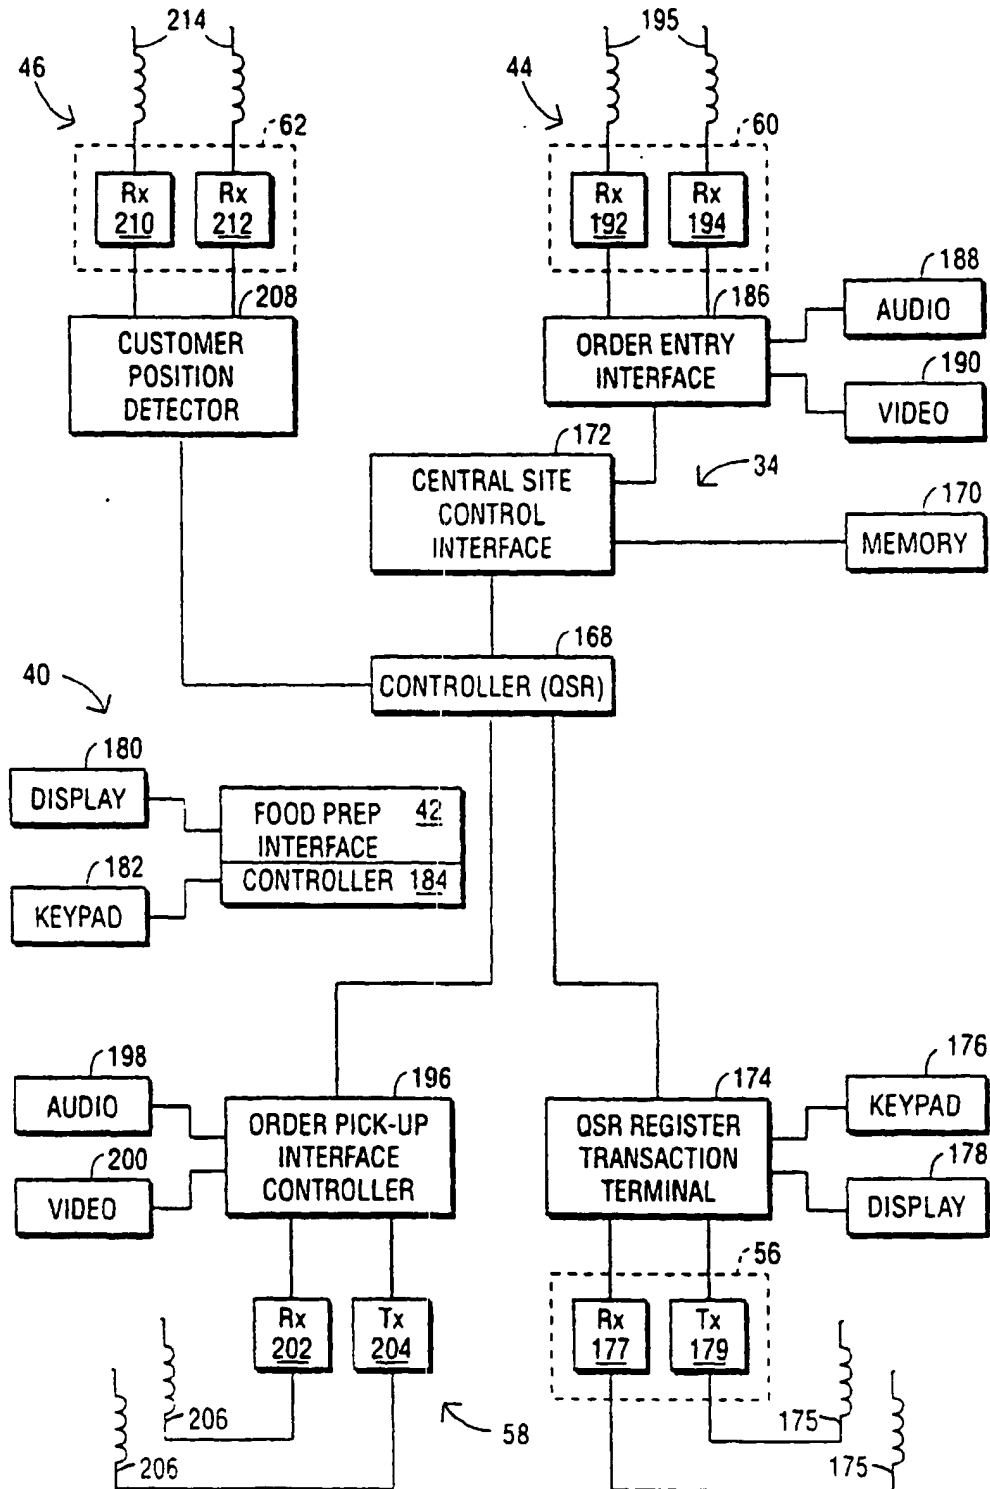 214
195
46
44
62
60
Rx
210
Rx
212
Rx
192
Rx
194
208
186
188
CUSTOMER
POSITION
DETECTOR
ORDER ENTRY
INTERFACE
AUDIO
190
VIDEO
172
34
CENTRAL SITE
CONTROL
INTERFACE
170
MEMORY
168
CONTROLLER (QSR)
40
180
DISPLAY
FOOD PREP 42
INTERFACE
CONTROLLER 184
182
KEYPAD
198
AUDIO
196
ORDER PICK-UP
INTERFACE
CONTROLLER
200
VIDEO
174
QSR REGISTER
TRANSACTION
TERMINAL
176
KEYPAD
178
DISPLAY
56
Rx
202
Tx
204
Rx
177
Tx
179
206
58
175
206
175